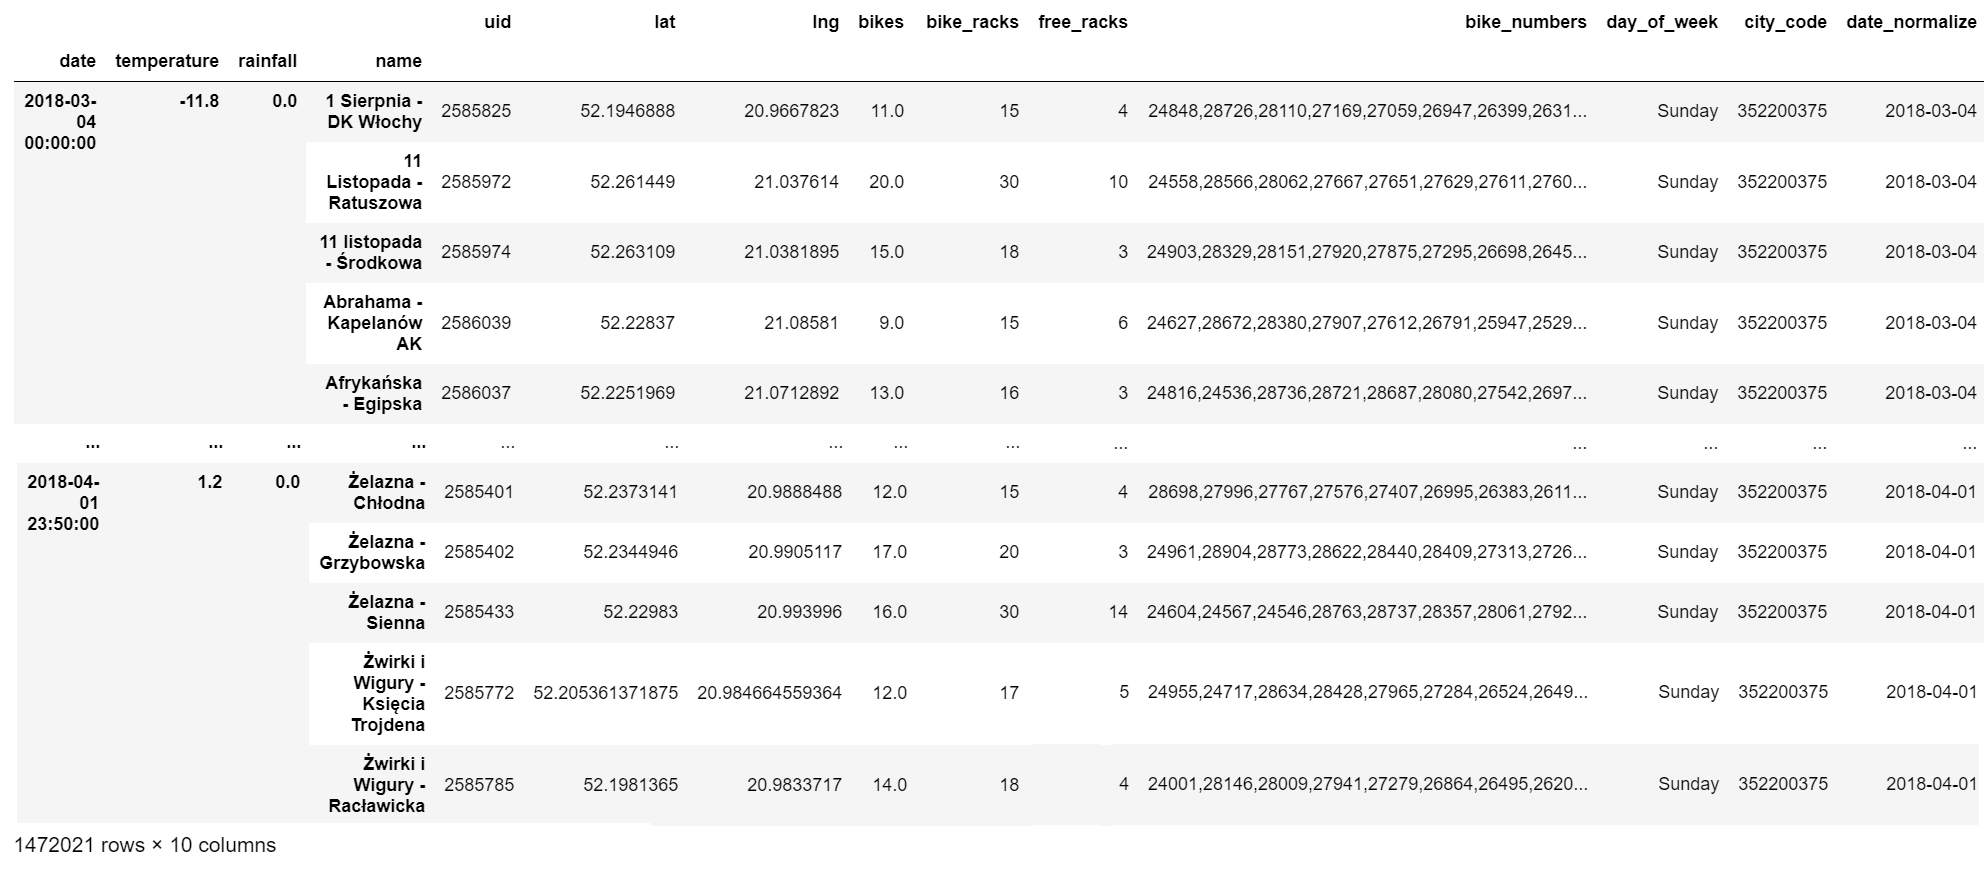 uid lat lng bikes bike_racks free_racks bike_numbers day_of_week city_code date_normalize
date temperature rainfall name
2018-03-04 00:00:00 -11.8 0.0 1 Sierpnia - DK Włochy 2585825 52.1946888 20.9667823 11.0 15 4 24848,28726,28110,27169,27059,26947,26399,2631... Sunday 352200375 2018-03-04
11 Listopada - Ratuszowa 2585972 52.261449 21.037614 20.0 30 10 24558,28566,28062,27667,27651,27629,27611,2760... Sunday 352200375 2018-03-04
11 listopada - Środkowa 2585974 52.263109 21.0381895 15.0 18 3 24903,28329,28151,27920,27875,27295,26698,2645... Sunday 352200375 2018-03-04
Abrahama - Kapelanów AK 2586039 52.22837 21.08581 9.0 15 6 24627,28672,28380,27907,27612,26791,25947,2529... Sunday 352200375 2018-03-04
Afrykańska - Egipska 2586037 52.2251969 21.0712892 13.0 16 3 24816,24536,28736,28721,28687,28080,27542,2697... Sunday 352200375 2018-03-04
... ... ... ... ... ... ... ... ... ... ... ... ... ...
2018-04-01 23:50:00 1.2 0.0 Żelazna - Chłodna 2585401 52.2373141 20.9888488 12.0 15 4 28698,27996,27767,27576,27407,26995,26383,2611... Sunday 352200375 2018-04-01
Żelazna - Grzybowska 2585402 52.2344946 20.9905117 17.0 20 3 24961,28904,28773,28622,28440,28409,27313,2726... Sunday 352200375 2018-04-01
Żelazna - Sienna 2585433 52.22983 20.993996 16.0 30 14 24604,24567,24546,28763,28737,28357,28061,2792... Sunday 352200375 2018-04-01
Żwirki i Wigury - Księcia Trojdena 2585772 52.205361371875 20.984664559364 12.0 17 5 24955,24717,28634,28428,27965,27284,26524,2649... Sunday 352200375 2018-04-01
Żwirki i Wigury - Racławicka 2585785 52.1981365 20.9833717 14.0 18 4 24001,28146,28009,27941,27279,26864,26495,2620... Sunday 352200375 2018-04-01
1472021 rows × 10 columns